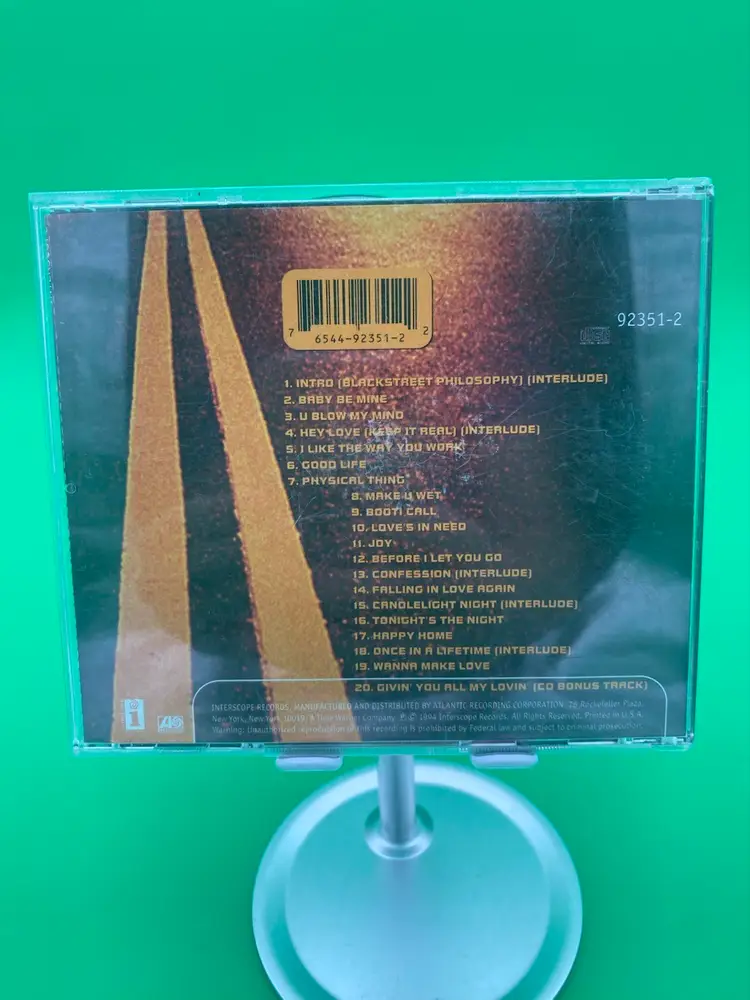 7 6544-92351-2 2
92351-2
1. INTRO (BLACKSTREET PHILOSOPHY) (INTERLUDE)
2. BABY BE MINE
3. U BLOW MY MIND
4. HEY LOVE (KEEP IT REAL) (INTERLUDE)
5. I LIKE THE WAY YOU WORK
6. GOOD LIFE
7. PHYSICAL THING
8. MAKE U WET
9. BOOTI CALL
10. LOVE'S IN NEED
11. JOY
12. BEFORE I LET YOU GO
13. CONFESSION (INTERLUDE)
14. FALLING IN LOVE AGAIN
15. CANDLELIGHT NIGHT (INTERLUDE)
16. TONIGHT'S THE NIGHT
17. HAPPY HOME
18. ONCE IN A LIFETIME (INTERLUDE)
19. WANNA MAKE LOVE
20. GIVIN' YOU ALL MY LOVIN' (CD BONUS TRACK)
INTERSCOPE RECORDS, MANUFACTURED AND DISTRIBUTED BY ATLANTIC RECORDING CORPORATION, 75 Rockefeller Plaza,
New York, New York 10019. A Time Warner Company. ℗ © 1994 Interscope Records. All Rights Reserved. Printed in U.S.A.
Warning: Unauthorized reproduction of this recording is prohibited by Federal law and subject to criminal prosecution.